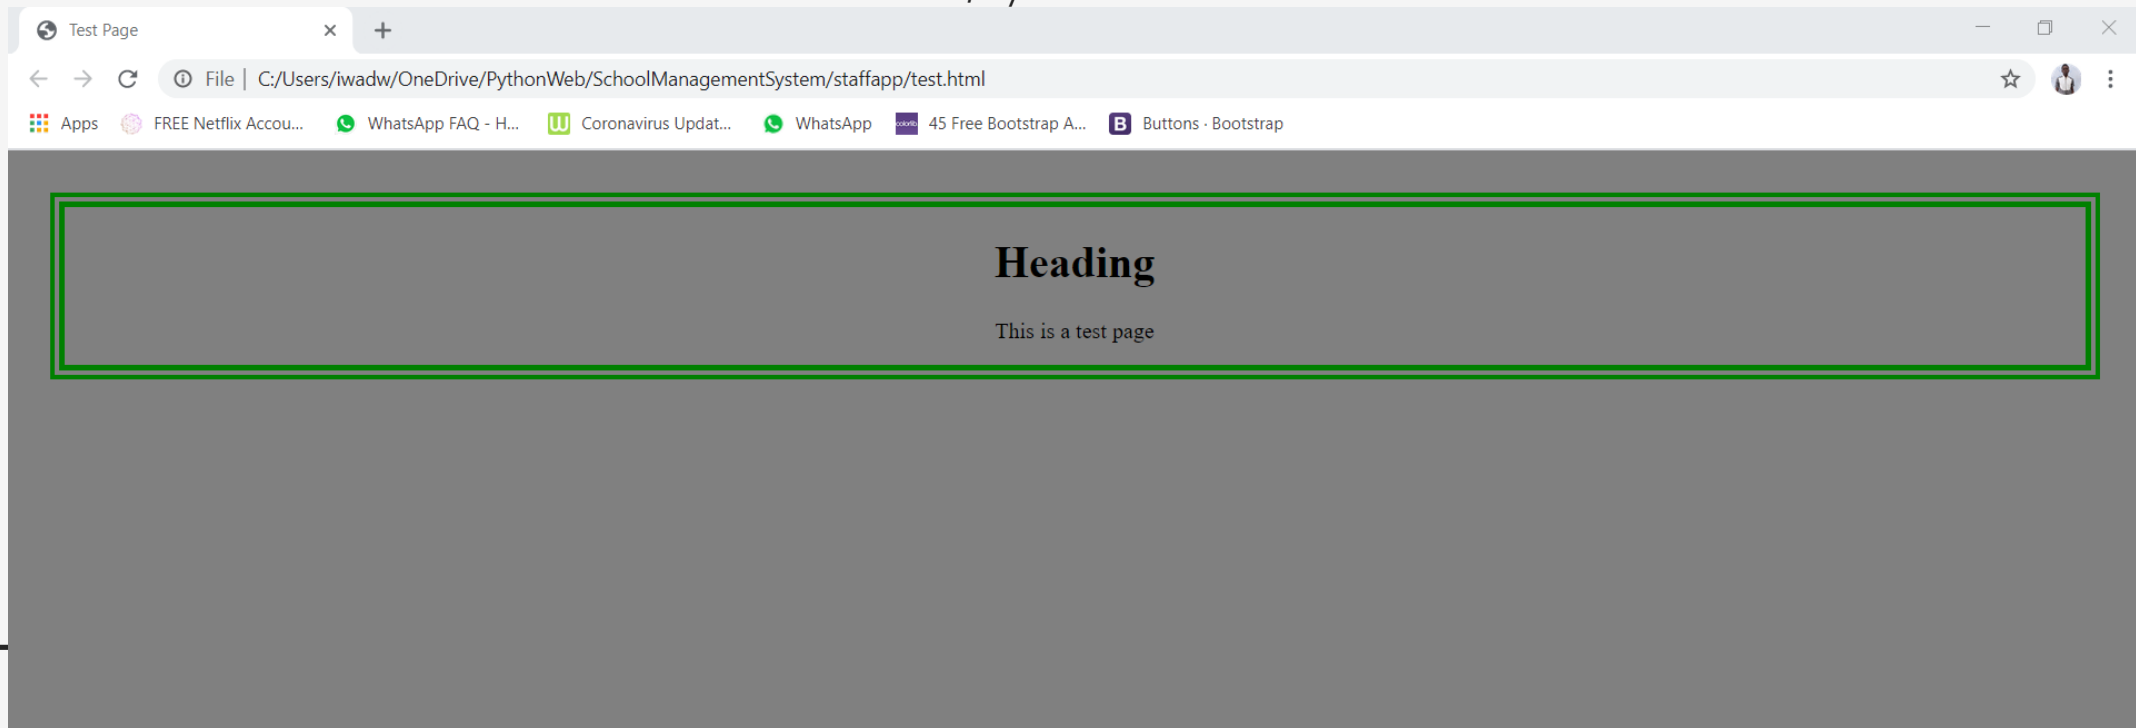 Test Page
File | C:/Users/iwadw/OneDrive/PythonWeb/SchoolManagementSystem/staffapp/test.html
Apps FREE Netflix Accou... WhatsApp FAQ - H... Coronavirus Updat... WhatsApp 45 Free Bootstrap A... Buttons · Bootstrap
Heading
This is a test page